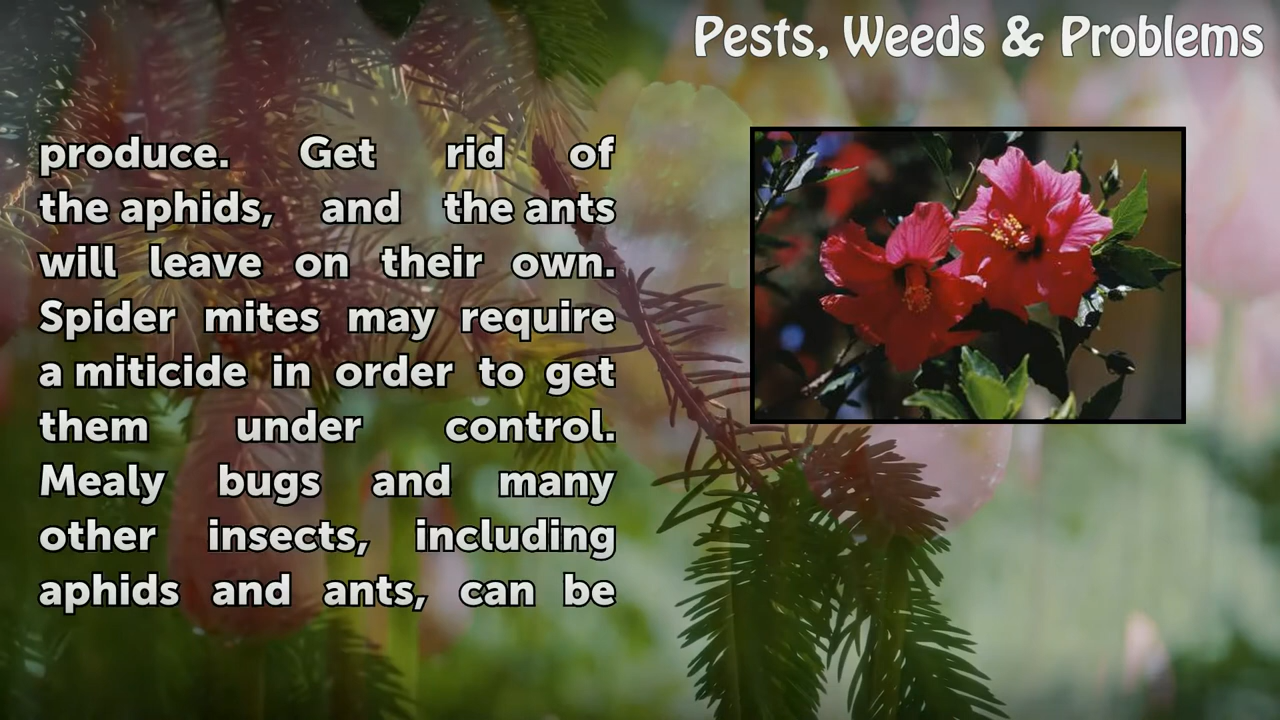 Pests, Weeds & Problems
produce. Get rid of
the aphids, and the ants
will leave on their own.
Spider mites may require
a miticide in order to get
them under control.
Mealy bugs and many
other insects, including
aphids and ants, can be